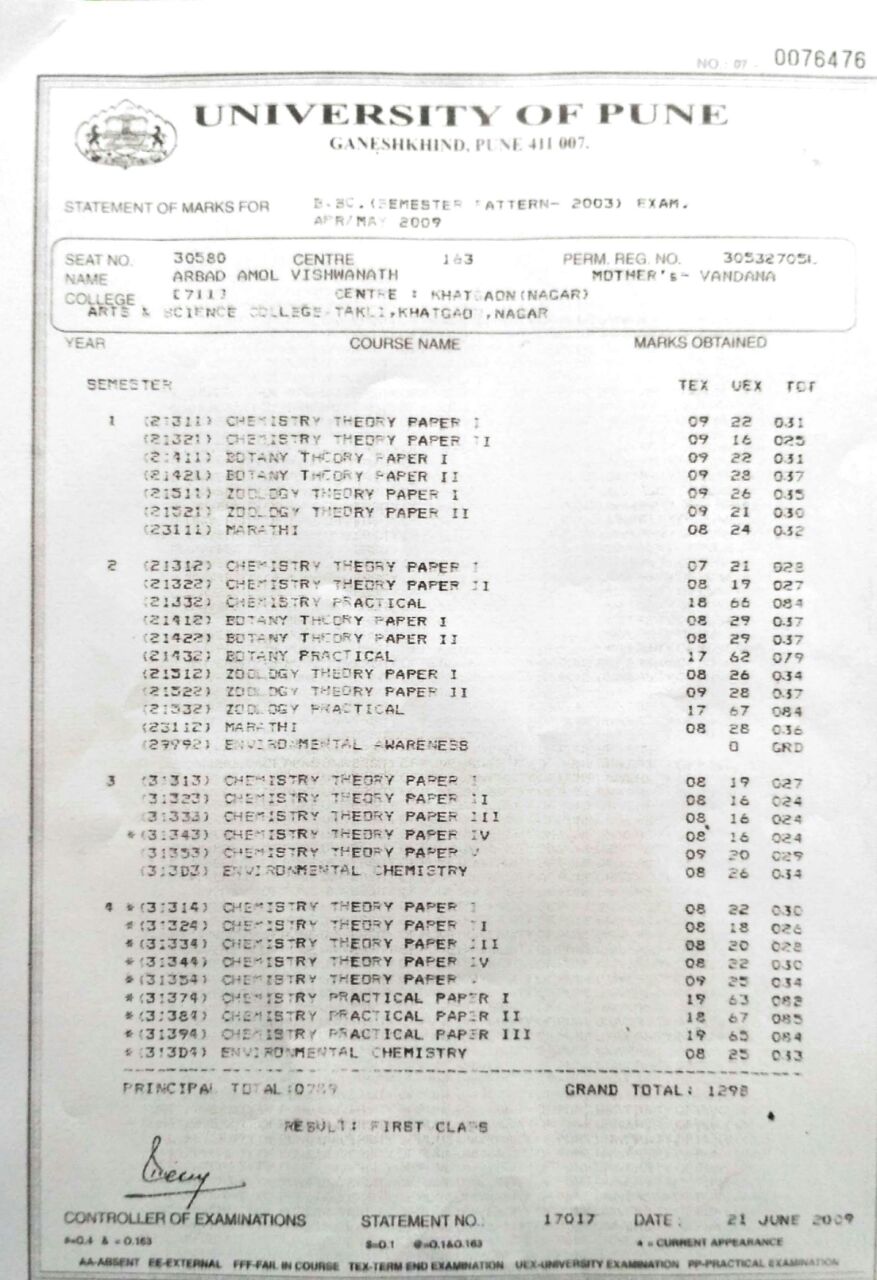 NO.: 07 - 0076476
UNIVERSITY OF PUNE
GANESHKHIND, PUNE 411 007.
STATEMENT OF MARKS FOR B.SC.(SEMESTER PATTERN- 2003) EXAM.
APR/MAY 2009
SEAT NO. 30580 CENTRE 163 PERM. REG. NO.
NAME ARBAD AMOL VISHWANATH MOTHER's- VANDANA
COLLEGE [711] CENTRE : KHATGAON(NAGAR)
ARTS & SCIENCE COLLEGE TAKLI,KHATGAO,NAGAR
YEAR COURSE NAME MARKS OBTAINED
SEMESTER TEX UEX TOT
1 (21311) CHEMISTRY THEORY PAPER I 09 22 031
(21321) CHEMISTRY THEORY PAPER II 09 16 025
(21411) BOTANY THEORY PAPER I 09 22 031
(21421) BOTANY THEORY PAPER II 09 28 037
(21511) ZOOLOGY THEORY PAPER I 09 26 035
(21521) ZOOLOGY THEORY PAPER II 09 21 030
(23111) MARATHI 08 24 032
2 (21312) CHEMISTRY THEORY PAPER I 07 21 028
(21322) CHEMISTRY THEORY PAPER II 08 19 027
(21332) CHEMISTRY PRACTICAL 18 66 084
(21412) BOTANY THEORY PAPER I 08 29 037
(21422) BOTANY THEORY PAPER II 08 29 037
(21432) BOTANY PRACTICAL 17 62 079
(21512) ZOOLOGY THEORY PAPER I 08 26 034
(21522) ZOOLOGY THEORY PAPER II 09 28 037
(21532) ZOOLOGY PRACTICAL 17 67 084
(23112) MARATHI 08 28 036
(29992) ENVIRONMENTAL AWARENESS O GRD
3 (31313) CHEMISTRY THEORY PAPER I 08 19 027
(31323) CHEMISTRY THEORY PAPER II 08 16 024
(31333) CHEMISTRY THEORY PAPER III 08 16 024
*(31343) CHEMISTRY THEORY PAPER IV 08 16 024
(31353) CHEMISTRY THEORY PAPER V 09 20 029
(313D3) ENVIRONMENTAL CHEMISTRY 08 26 034
4 *(31314) CHEMISTRY THEORY PAPER I 08 22 030
*(31324) CHEMISTRY THEORY PAPER II 08 18 026
*(31334) CHEMISTRY THEORY PAPER III 08 20 028
*(31344) CHEMISTRY THEORY PAPER IV 08 22 030
*(31354) CHEMISTRY THEORY PAPER V 09 25 034
*(31374) CHEMISTRY PRACTICAL PAPER I 19 63 082
*(31384) CHEMISTRY PRACTICAL PAPER II 18 67 085
*(31394) CHEMISTRY PRACTICAL PAPER III 19 65 084
*(313D4) ENVIRONMENTAL CHEMISTRY 08 25 033
PRINCIPAL TOTAL: GRAND TOTAL: 1298
RESULT: FIRST CLASS
CONTROLLER OF EXAMINATIONS STATEMENT NO.: 17017 DATE: 21 JUNE 2009
#=0.4 & = 0.163 $=0.1 @=0.1&0.163 * = CURRENT APPEARANCE
AA-ABSENT EE-EXTERNAL FFF-FAIL IN COURSE TEX-TERM END EXAMINATION UEX-UNIVERSITY EXAMINATION PP-PRACTICAL EXAMINATION